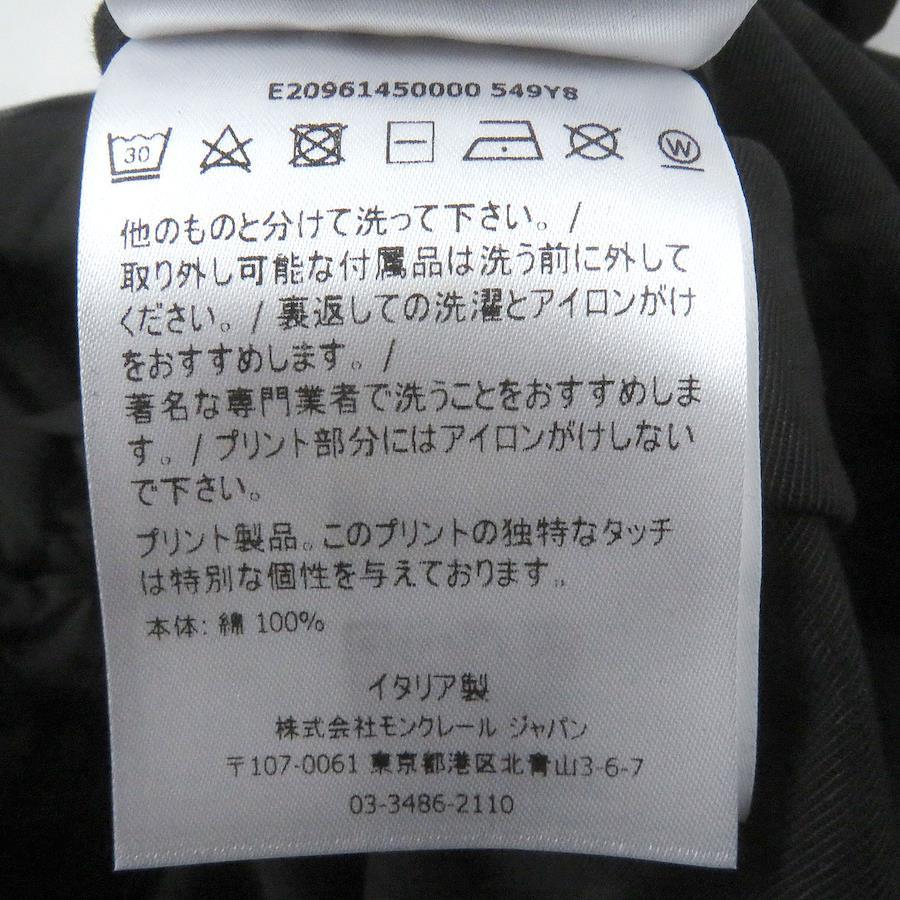 E20961450000 549Y8
30 W
他のものと分けて洗って下さい。/
取り外し可能な付属品は洗う前に外して
ください。/ 裏返しての洗濯とアイロンがけ
をおすすめします。/
著名な専門業者で洗うことをおすすめしま
す。/ プリント部分にはアイロンがけしない
で下さい。
プリント製品。このプリントの独特なタッチ
は特別な個性を与えております。
本体: 綿 100%
イタリア製
株式会社モンクレール ジャパン
〒107-0061 東京都港区北青山3-6-7
03-3486-2110